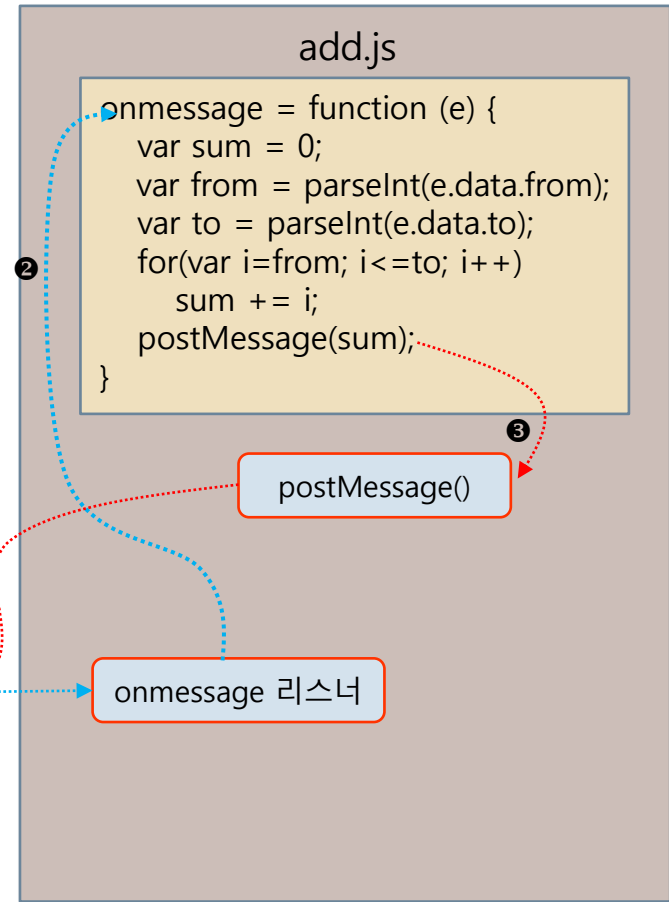 add.js
onmessage = function (e) {
var sum = 0;
var from = parseInt(e.data.from);
var to = parseInt(e.data.to);
for(var i=from; i<=to; i++)
sum += i;
postMessage(sum);
}
❷
❸
postMessage()
onmessage 리스너